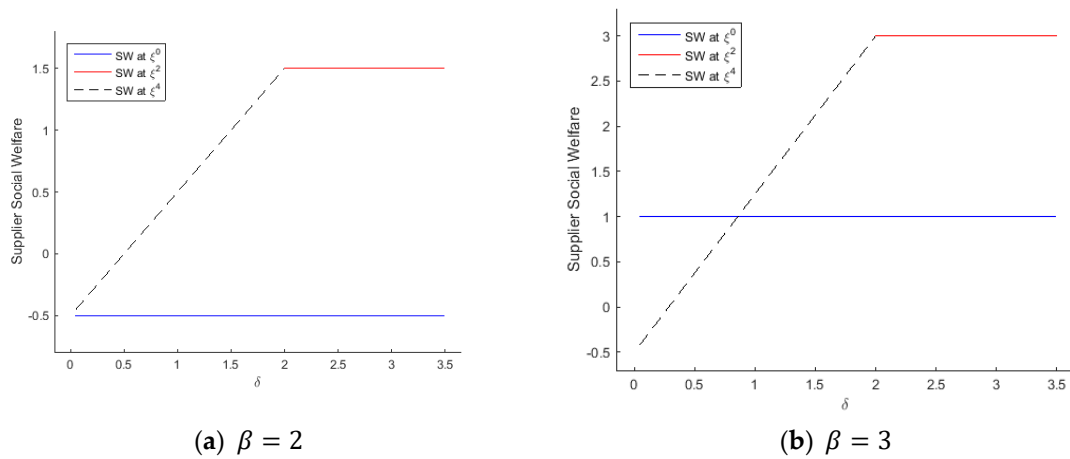 SW at ξ⁰
SW at ξ²
SW at ξ⁴
Supplier Social Welfare
1.5
1
0.5
0
-0.5
0 0.5 1 1.5 2 2.5 3 3.5
δ
(a) β = 2
SW at ξ⁰
SW at ξ²
SW at ξ⁴
Supplier Social Welfare
3
2.5
2
1.5
1
0.5
0
-0.5
0 0.5 1 1.5 2 2.5 3 3.5
δ
(b) β = 3